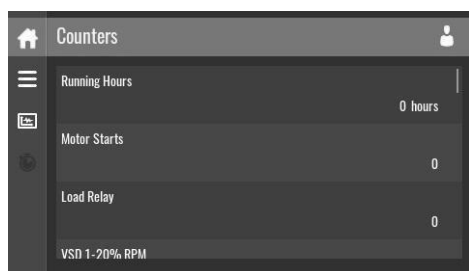 Counters
Running Hours
0 hours
Motor Starts
0
Load Relay
0
VSD 1-20% RPM